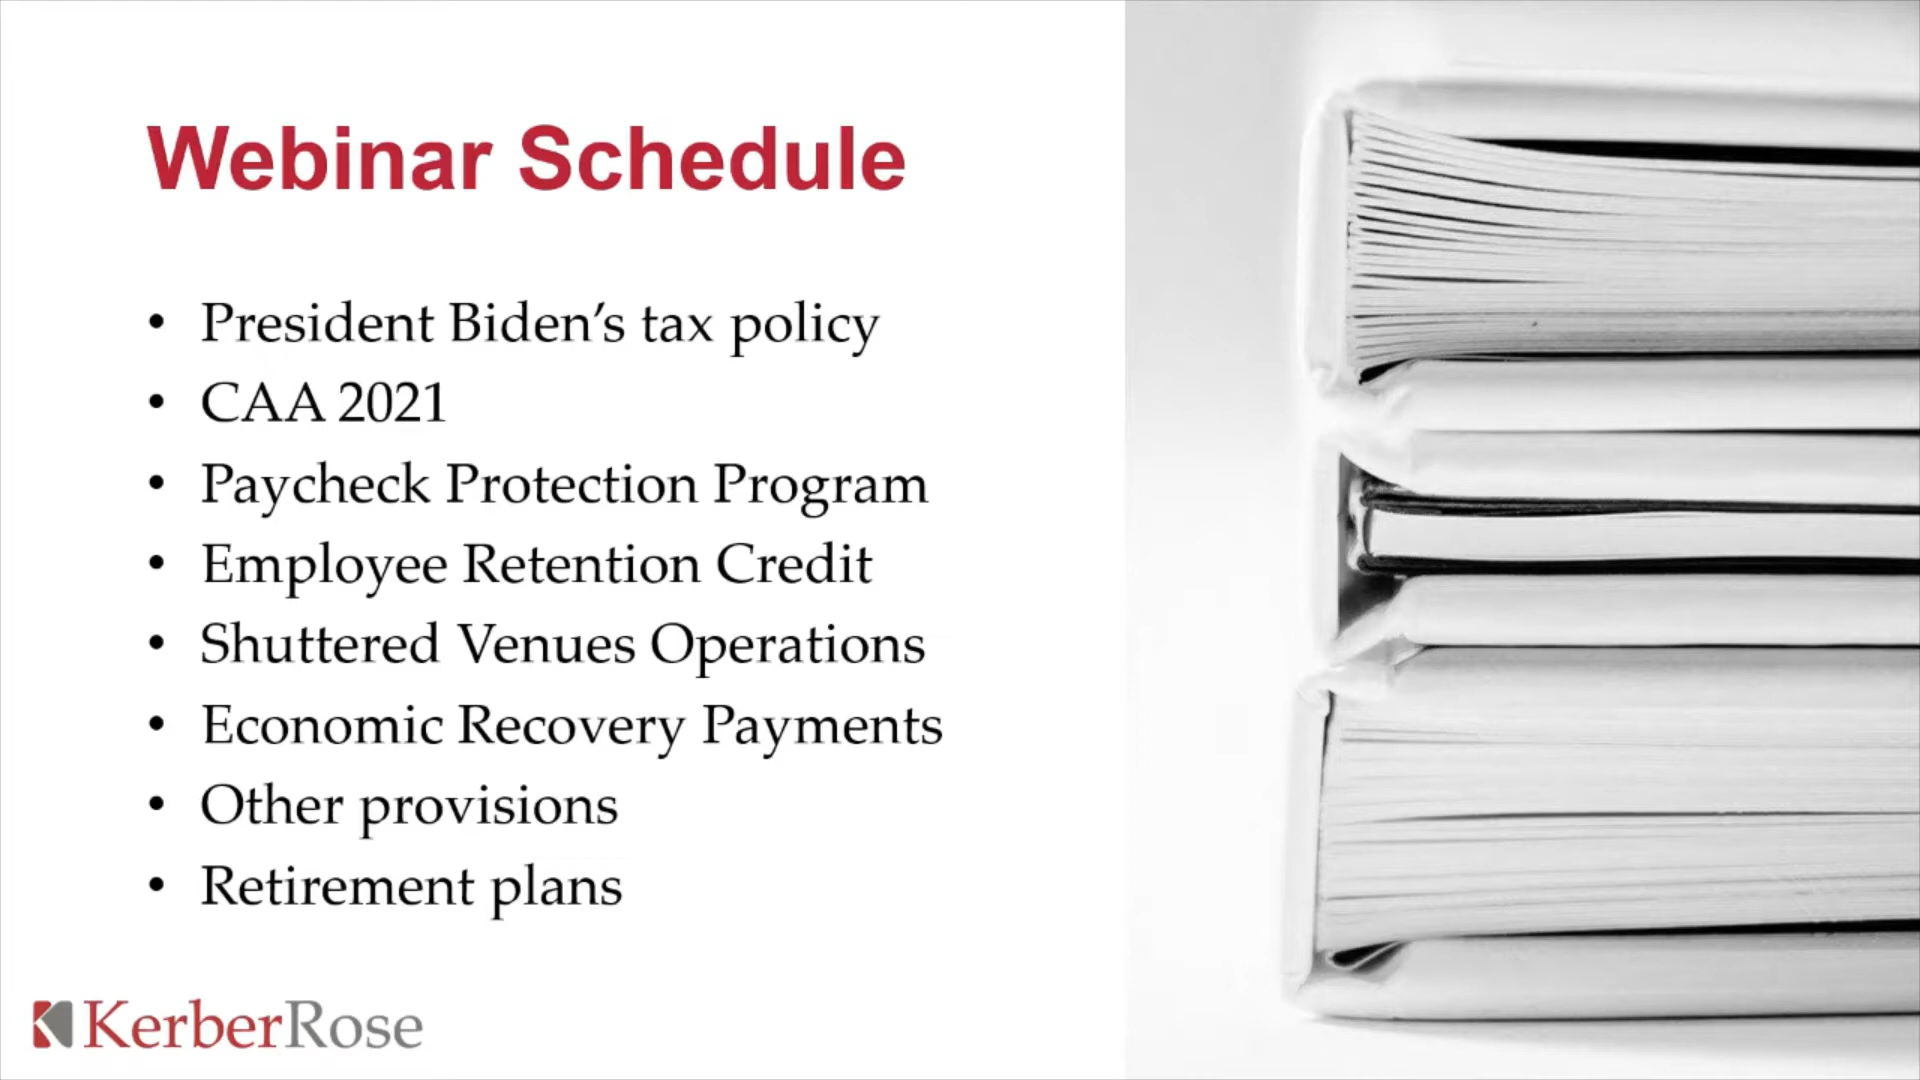 Webinar Schedule
• President Biden’s tax policy
• CAA 2021
• Paycheck Protection Program
• Employee Retention Credit
• Shuttered Venues Operations
• Economic Recovery Payments
• Other provisions
• Retirement plans
KerberRose